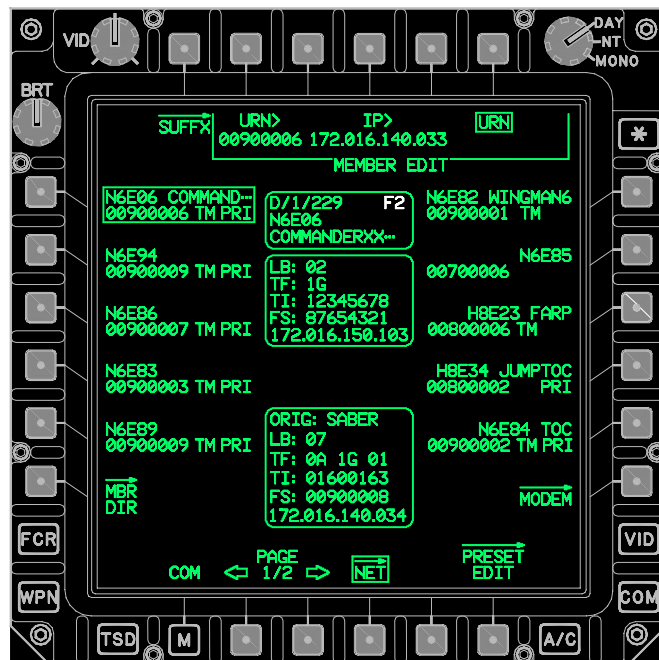 VID
DAY
NT
MONO
BRT
SUFFX
URN> IP> URN
00900006 172.016.140.033
MEMBER EDIT
*
N6E06 COMMAND…
00900006 TM PRI
D/1/229 F2
N6E06
COMMANDERXX…
N6E82 WINGMAN6
00900001 TM
N6E94
00900009 TM PRI
LB: 02
TF: 1G
TI: 12345678
FS: 87654321
172.016.150.103
N6E85
00700006
N6E86
00900007 TM PRI
H8E23 FARP
00800006 TM
N6E83
00900003 TM PRI
H8E34 JUMPTOC
00800002 PRI
N6E89
00900009 TM PRI
ORIG: SABER
LB: 07
TF: 0A 1G 01
TI: 01600163
FS: 00900008
172.016.140.034
N6E84 TOC
00900002 TM PRI
MBR
DIR
MODEM
FCR
VID
COM
PAGE
1/2
NET
PRESET
EDIT
WPN
COM
TSD
M
A/C